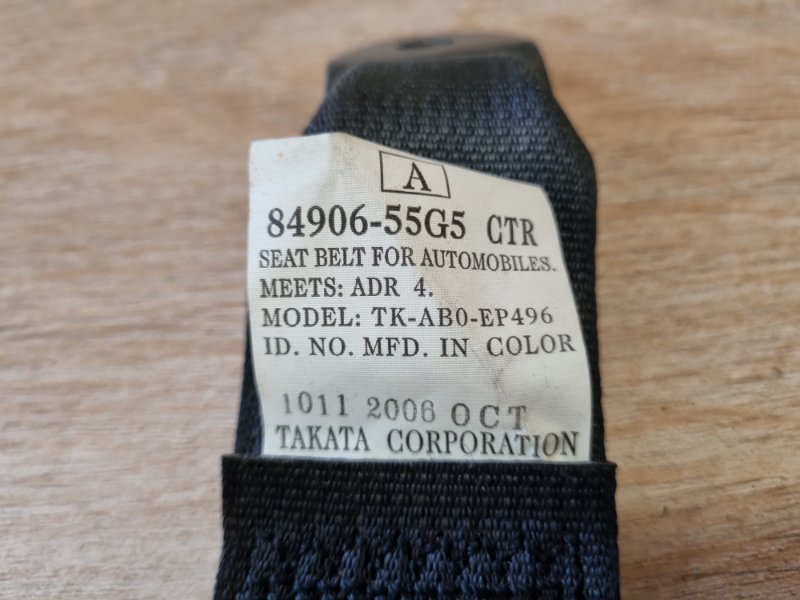 A
84906-55G5 CTR
SEAT BELT FOR AUTOMOBILES.
MEETS: ADR 4.
MODEL: TK-AB0-EP496
ID. NO. MFD. IN COLOR
1011 2006 OCT
TAKATA CORPORATION